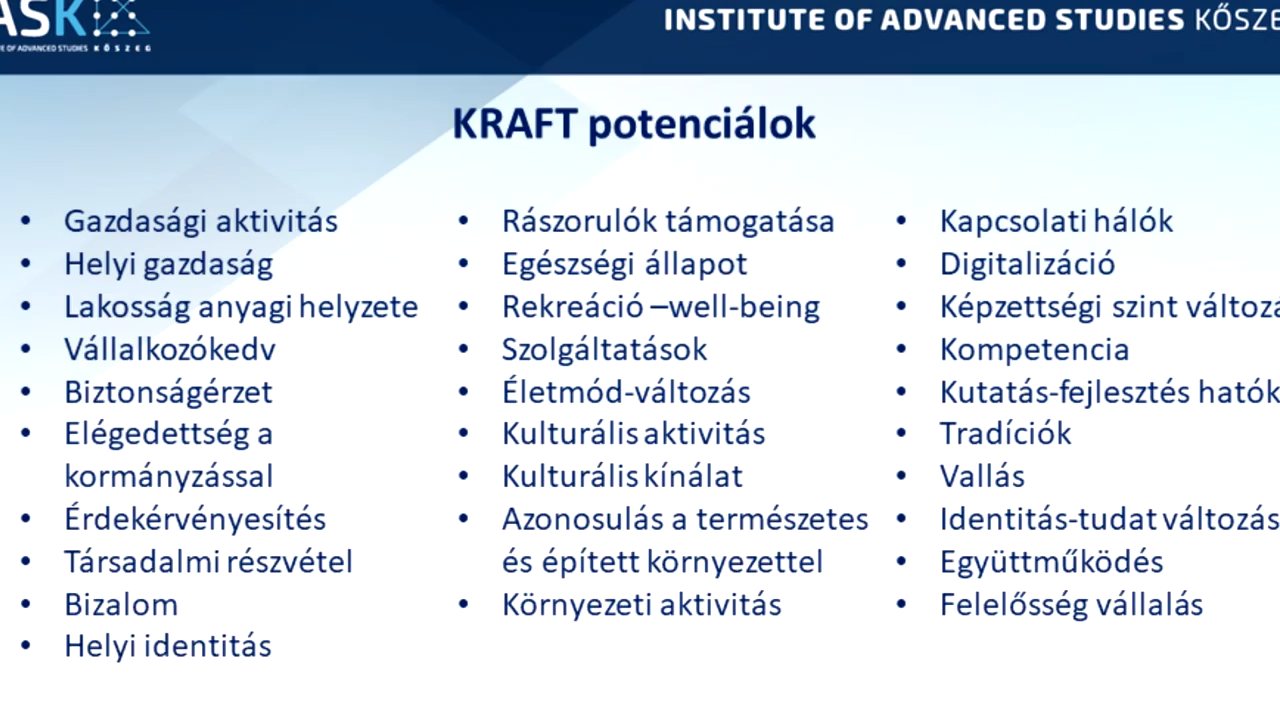 ASK
INSTITUTE OF ADVANCED STUDIES KŐSZE
E OF ADVANCED STUDIES KŐSZEG
KRAFT potenciálok
• Gazdasági aktivitás
• Helyi gazdaság
• Lakosság anyagi helyzete
• Vállalkozókedv
• Biztonságérzet
• Elégedettség a
kormányzással
• Érdekérvényesítés
• Társadalmi részvétel
• Bizalom
• Helyi identitás
• Rászorulók támogatása
• Egészségi állapot
• Rekreáció –well-being
• Szolgáltatások
• Életmód-változás
• Kulturális aktivitás
• Kulturális kínálat
• Azonosulás a természetes
és épített környezettel
• Környezeti aktivitás
• Kapcsolati hálók
• Digitalizáció
• Képzettségi szint változá
• Kompetencia
• Kutatás-fejlesztés hatók
• Tradíciók
• Vallás
• Identitás-tudat változás
• Együttműködés
• Felelősség vállalás